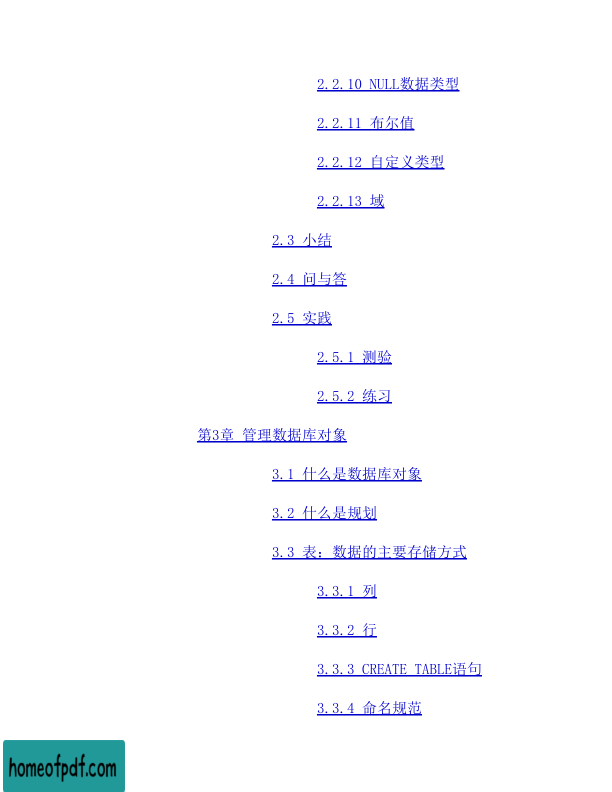 2.2.10 NULL数据类型
2.2.11 布尔值
2.2.12 自定义类型
2.2.13 域
2.3 小结
2.4 问与答
2.5 实践
2.5.1 测验
2.5.2 练习
第3章 管理数据库对象
3.1 什么是数据库对象
3.2 什么是规划
3.3 表：数据的主要存储方式
3.3.1 列
3.3.2 行
3.3.3 CREATE TABLE语句
3.3.4 命名规范
homeofpdf.com